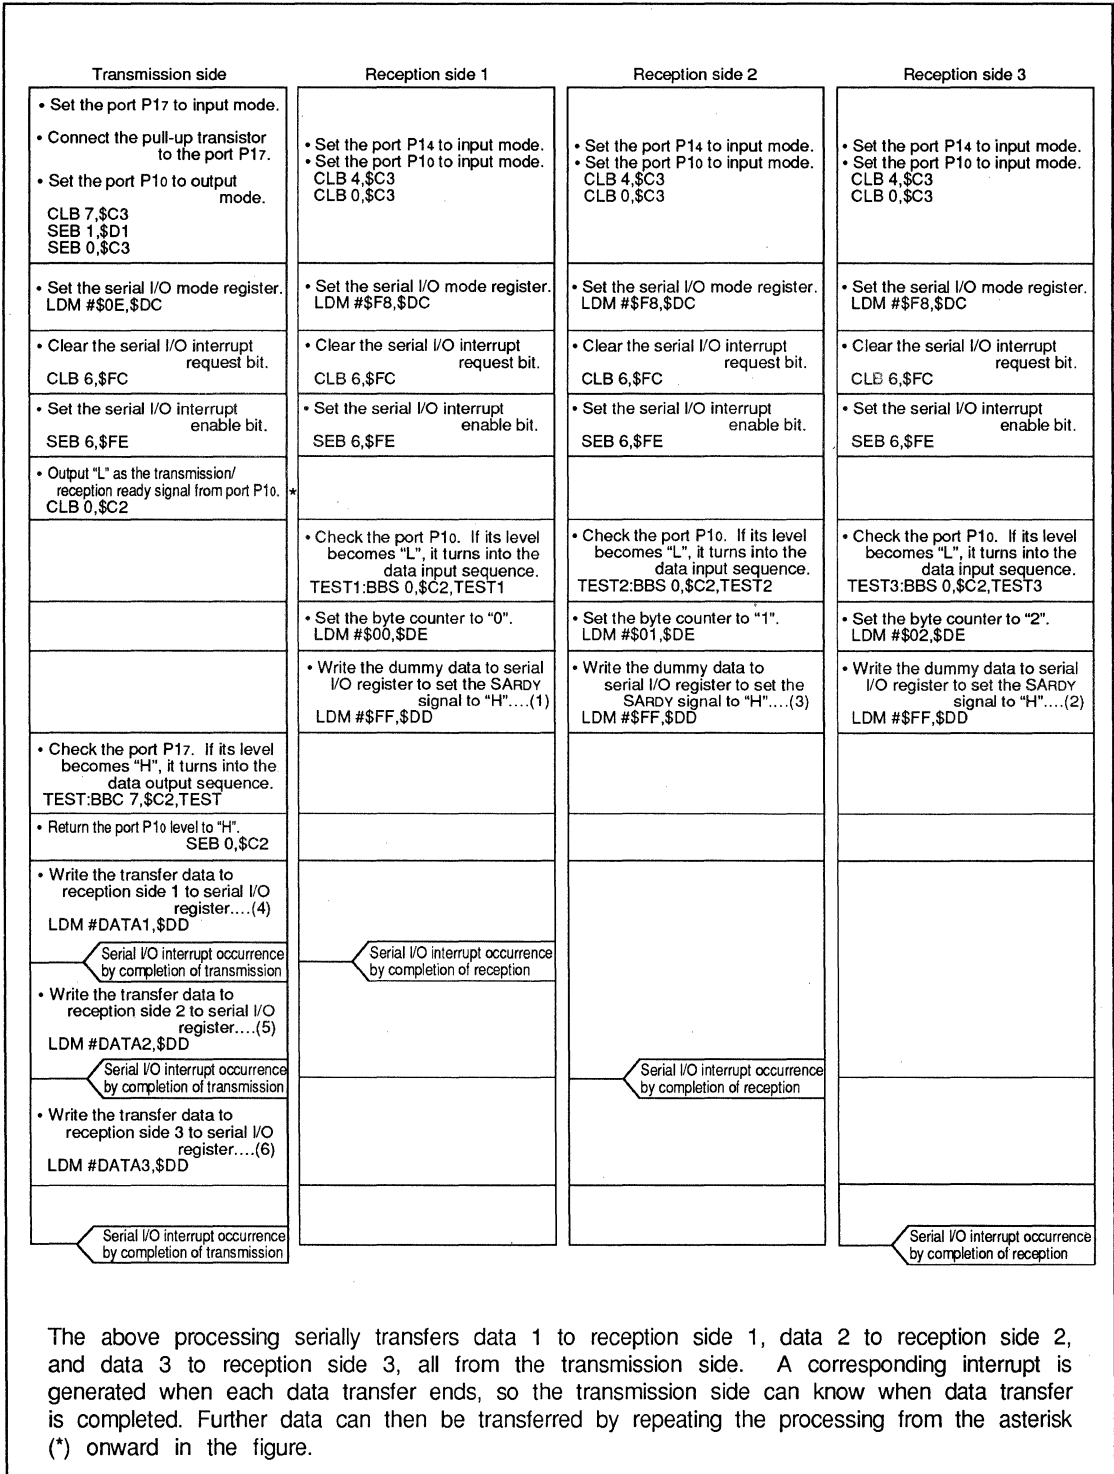 Transmission side
• Set the port P17 to input mode.
• Connect the pull-up transistor
to the port P17.
• Set the port P10 to output
mode.
CLB 7,$C3
SEB 1,$D1
SEB 0,$C3
• Set the serial I/O mode register.
LDM #$0E,$DC
• Clear the serial I/O interrupt
request bit.
CLB 6,$FC
• Set the serial I/O interrupt
enable bit.
SEB 6,$FE
• Output "L" as the transmission/
reception ready signal from port P10. *
CLB 0,$C2
• Check the port P17. If its level
becomes "H", it turns into the
data output sequence.
TEST:BBC 7,$C2,TEST
• Return the port P10 level to "H".
SEB 0,$C2
• Write the transfer data to
reception side 1 to serial I/O
register....(4)
LDM #DATA1,$DD
Serial I/O interrupt occurrence
by completion of transmission
• Write the transfer data to
reception side 2 to serial I/O
register....(5)
LDM #DATA2,$DD
Serial I/O interrupt occurrence
by completion of transmission
• Write the transfer data to
reception side 3 to serial I/O
register....(6)
LDM #DATA3,$DD
Serial I/O interrupt occurrence
by completion of transmission
Reception side 1
• Set the port P14 to input mode.
• Set the port P10 to input mode.
CLB 4,$C3
CLB 0,$C3
• Set the serial I/O mode register.
LDM #$F8,$DC
• Clear the serial I/O interrupt
request bit.
CLB 6,$FC
• Set the serial I/O interrupt
enable bit.
SEB 6,$FE
• Check the port P10. If its level
becomes "L", it turns into the
data input sequence.
TEST1:BBS 0,$C2,TEST1
• Set the byte counter to "0".
LDM #$00,$DE
• Write the dummy data to serial
I/O register to set the SARDY
signal to "H"....(1)
LDM #$FF,$DD
Serial I/O interrupt occurrence
by completion of reception
Reception side 2
• Set the port P14 to input mode.
• Set the port P10 to input mode.
CLB 4,$C3
CLB 0,$C3
• Set the serial I/O mode register.
LDM #$F8,$DC
• Clear the serial I/O interrupt
request bit.
CLB 6,$FC
• Set the serial I/O interrupt
enable bit.
SEB 6,$FE
• Check the port P10. If its level
becomes "L", it turns into the
data input sequence.
TEST2:BBS 0,$C2,TEST2
• Set the byte counter to "1".
LDM #$01,$DE
• Write the dummy data to
serial I/O register to set the
SARDY signal to "H"....(3)
LDM #$FF,$DD
Serial I/O interrupt occurrence
by completion of reception
Reception side 3
• Set the port P14 to input mode.
• Set the port P10 to input mode.
CLB 4,$C3
CLB 0,$C3
• Set the serial I/O mode register.
LDM #$F8,$DC
• Clear the serial I/O interrupt
request bit.
CLB 6,$FC
• Set the serial I/O interrupt
enable bit.
SEB 6,$FE
• Check the port P10. If its level
becomes "L", it turns into the
data input sequence.
TEST3:BBS 0,$C2,TEST3
• Set the byte counter to "2".
LDM #$02,$DE
• Write the dummy data to serial
I/O register to set the SARDY
signal to "H"....(2)
LDM #$FF,$DD
Serial I/O interrupt occurrence
by completion of reception
The above processing serially transfers data 1 to reception side 1, data 2 to reception side 2,
and data 3 to reception side 3, all from the transmission side. A corresponding interrupt is
generated when each data transfer ends, so the transmission side can know when data transfer
is completed. Further data can then be transferred by repeating the processing from the asterisk
(*) onward in the figure.